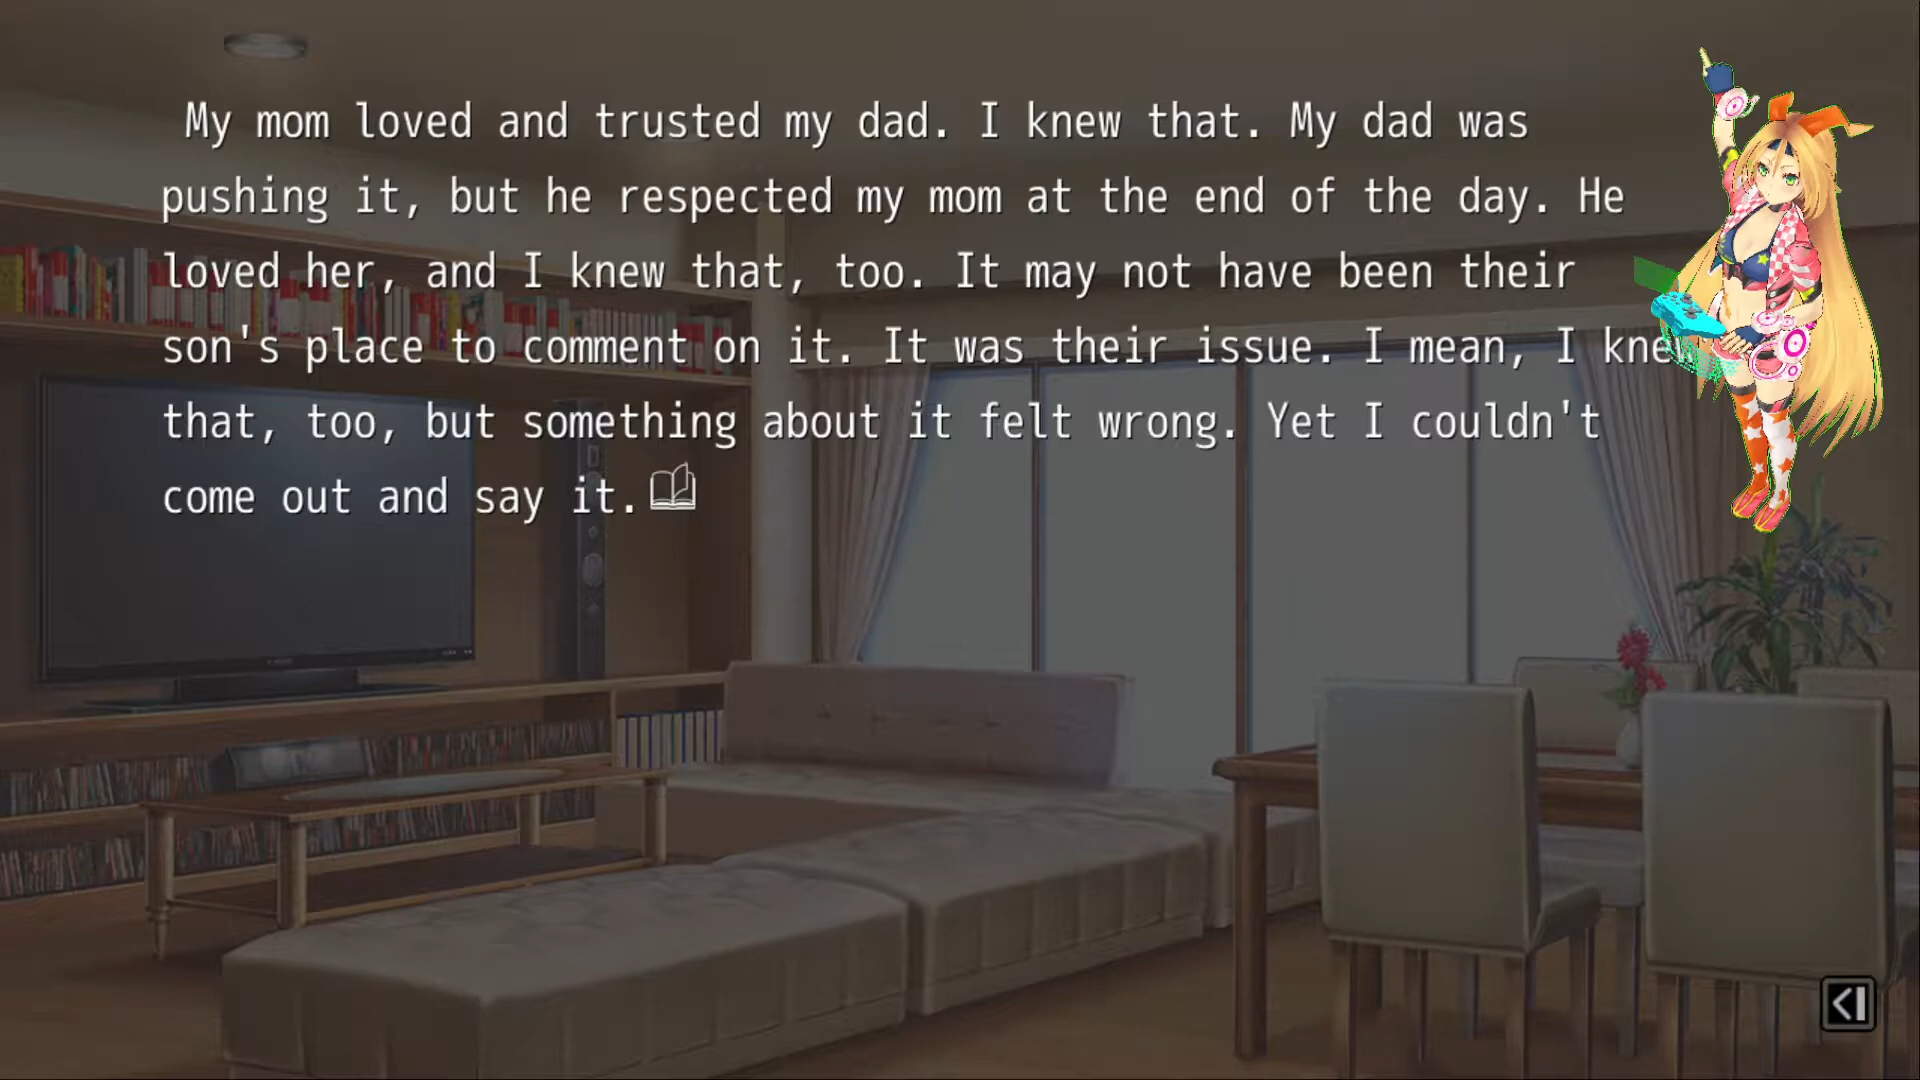 My mom loved and trusted my dad. I knew that. My dad was
pushing it, but he respected my mom at the end of the day. He
loved her, and I knew that, too. It may not have been their
son's place to comment on it. It was their issue. I mean, I knew
that, too, but something about it felt wrong. Yet I couldn't
come out and say it.